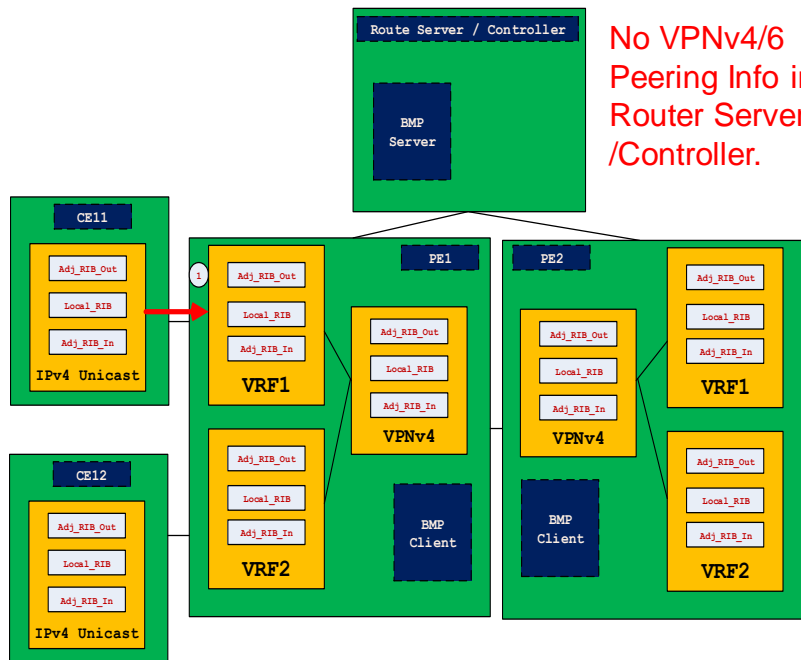 Route Server / Controller
No VPNv4/6
Peering Info i
Router Server
/Controller.
BMP
Server
CE11
Adj_RIB_Out
Local_RIB
Adj_RIB_In
IPv4 Unicast
1
PE1
Adj_RIB_Out
Local_RIB
Adj_RIB_In
VRF1
Adj_RIB_Out
Local_RIB
Adj_RIB_In
VPNv4
PE2
Adj_RIB_Out
Local_RIB
Adj_RIB_In
VPNv4
Adj_RIB_Out
Local_RIB
Adj_RIB_In
VRF1
CE12
Adj_RIB_Out
Local_RIB
Adj_RIB_In
IPv4 Unicast
Adj_RIB_Out
Local_RIB
Adj_RIB_In
VRF2
BMP
Client
BMP
Client
Adj_RIB_Out
Local_RIB
Adj_RIB_In
VRF2